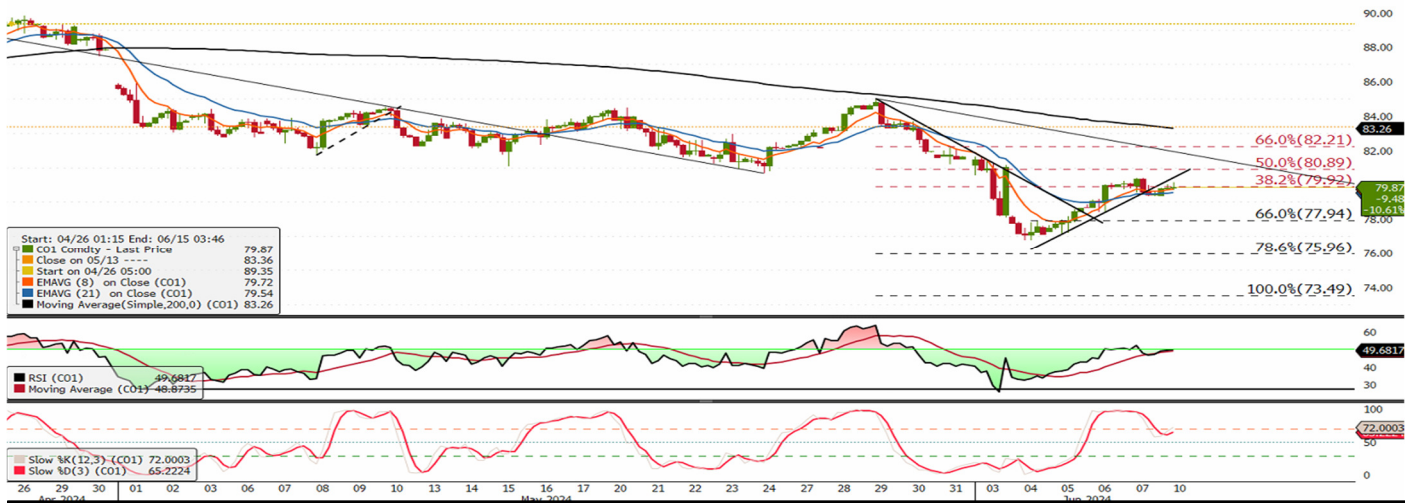 90.00
88.00
86.00
84.00
83.26
66.0%(82.21)
82.00
50.0%(80.89)
38.2%(79.92)
79.87
-9.48
-10.61%
78.00
66.0%(77.94)
76.00
78.6%(75.96)
74.00
100.0%(73.49)
Start: 04/26 01:15 End: 06/15 03:46
CO1 Comdty - Last Price 79.87
Close on 05/13 ---- 83.36
Start on 04/26 05:00 89.35
EMAVG (8) on Close (CO1) 79.72
EMAVG (21) on Close (CO1) 79.54
Moving Average(Simple,200,0) (CO1) 83.26
60
49.6817
40
30
RSI (CO1) 49.6817
Moving Average (CO1) 48.8735
100
72.0003
50
0
Slow %K(12,3) (CO1) 72.0003
Slow %D(3) (CO1) 65.2224
26 29 30 01 02 03 06 07 08 10 13 14 15 16 17 20 21 22 23 24 27 28 29 30 31 03 04 05 06 07 10
Apr 2024 May 2024 Jun 2024